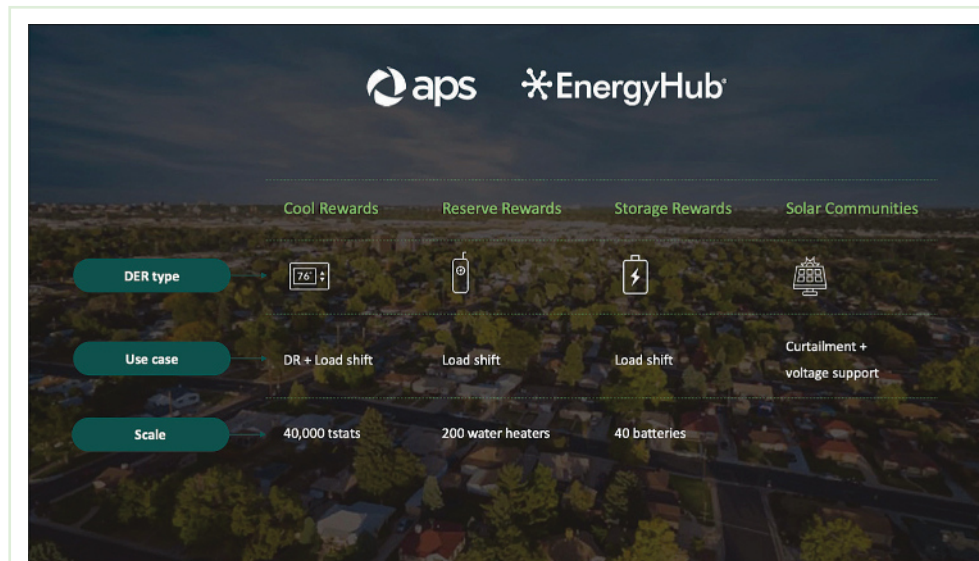 aps EnergyHub
Cool Rewards Reserve Rewards Storage Rewards Solar Communities
DER type 76°
Use case DR + Load shift Load shift Load shift Curtailment +
voltage support
Scale 40,000 tstats 200 water heaters 40 batteries